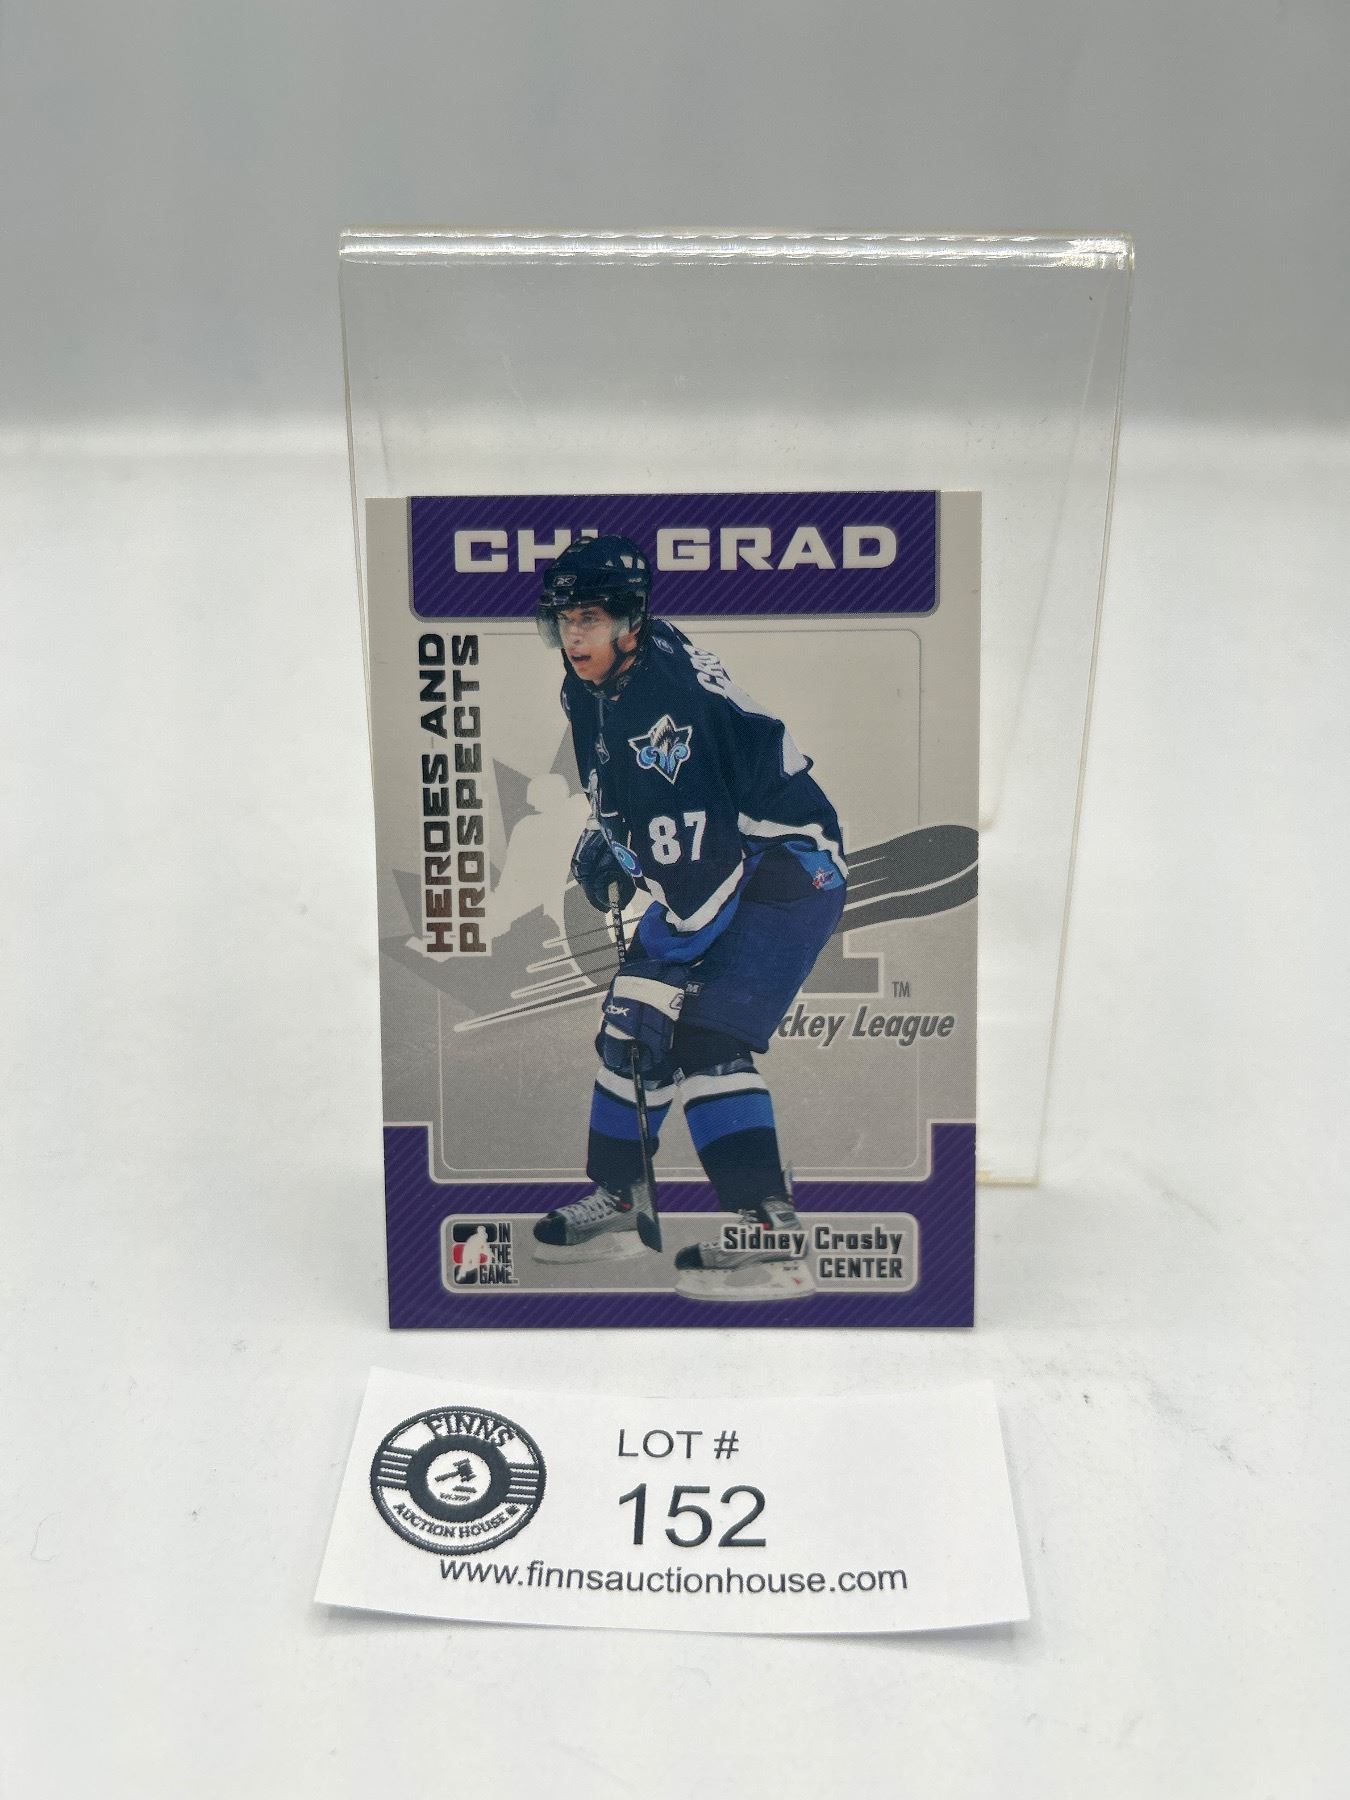 CHL GRAD
HEROES AND
PROSPECTS
87
TM
ckey League
IN
THE
GAME
Sidney Crosby
CENTER
FINNS
AUCTION HOUSE
LOT #
152
www.finnsauctionhouse.com